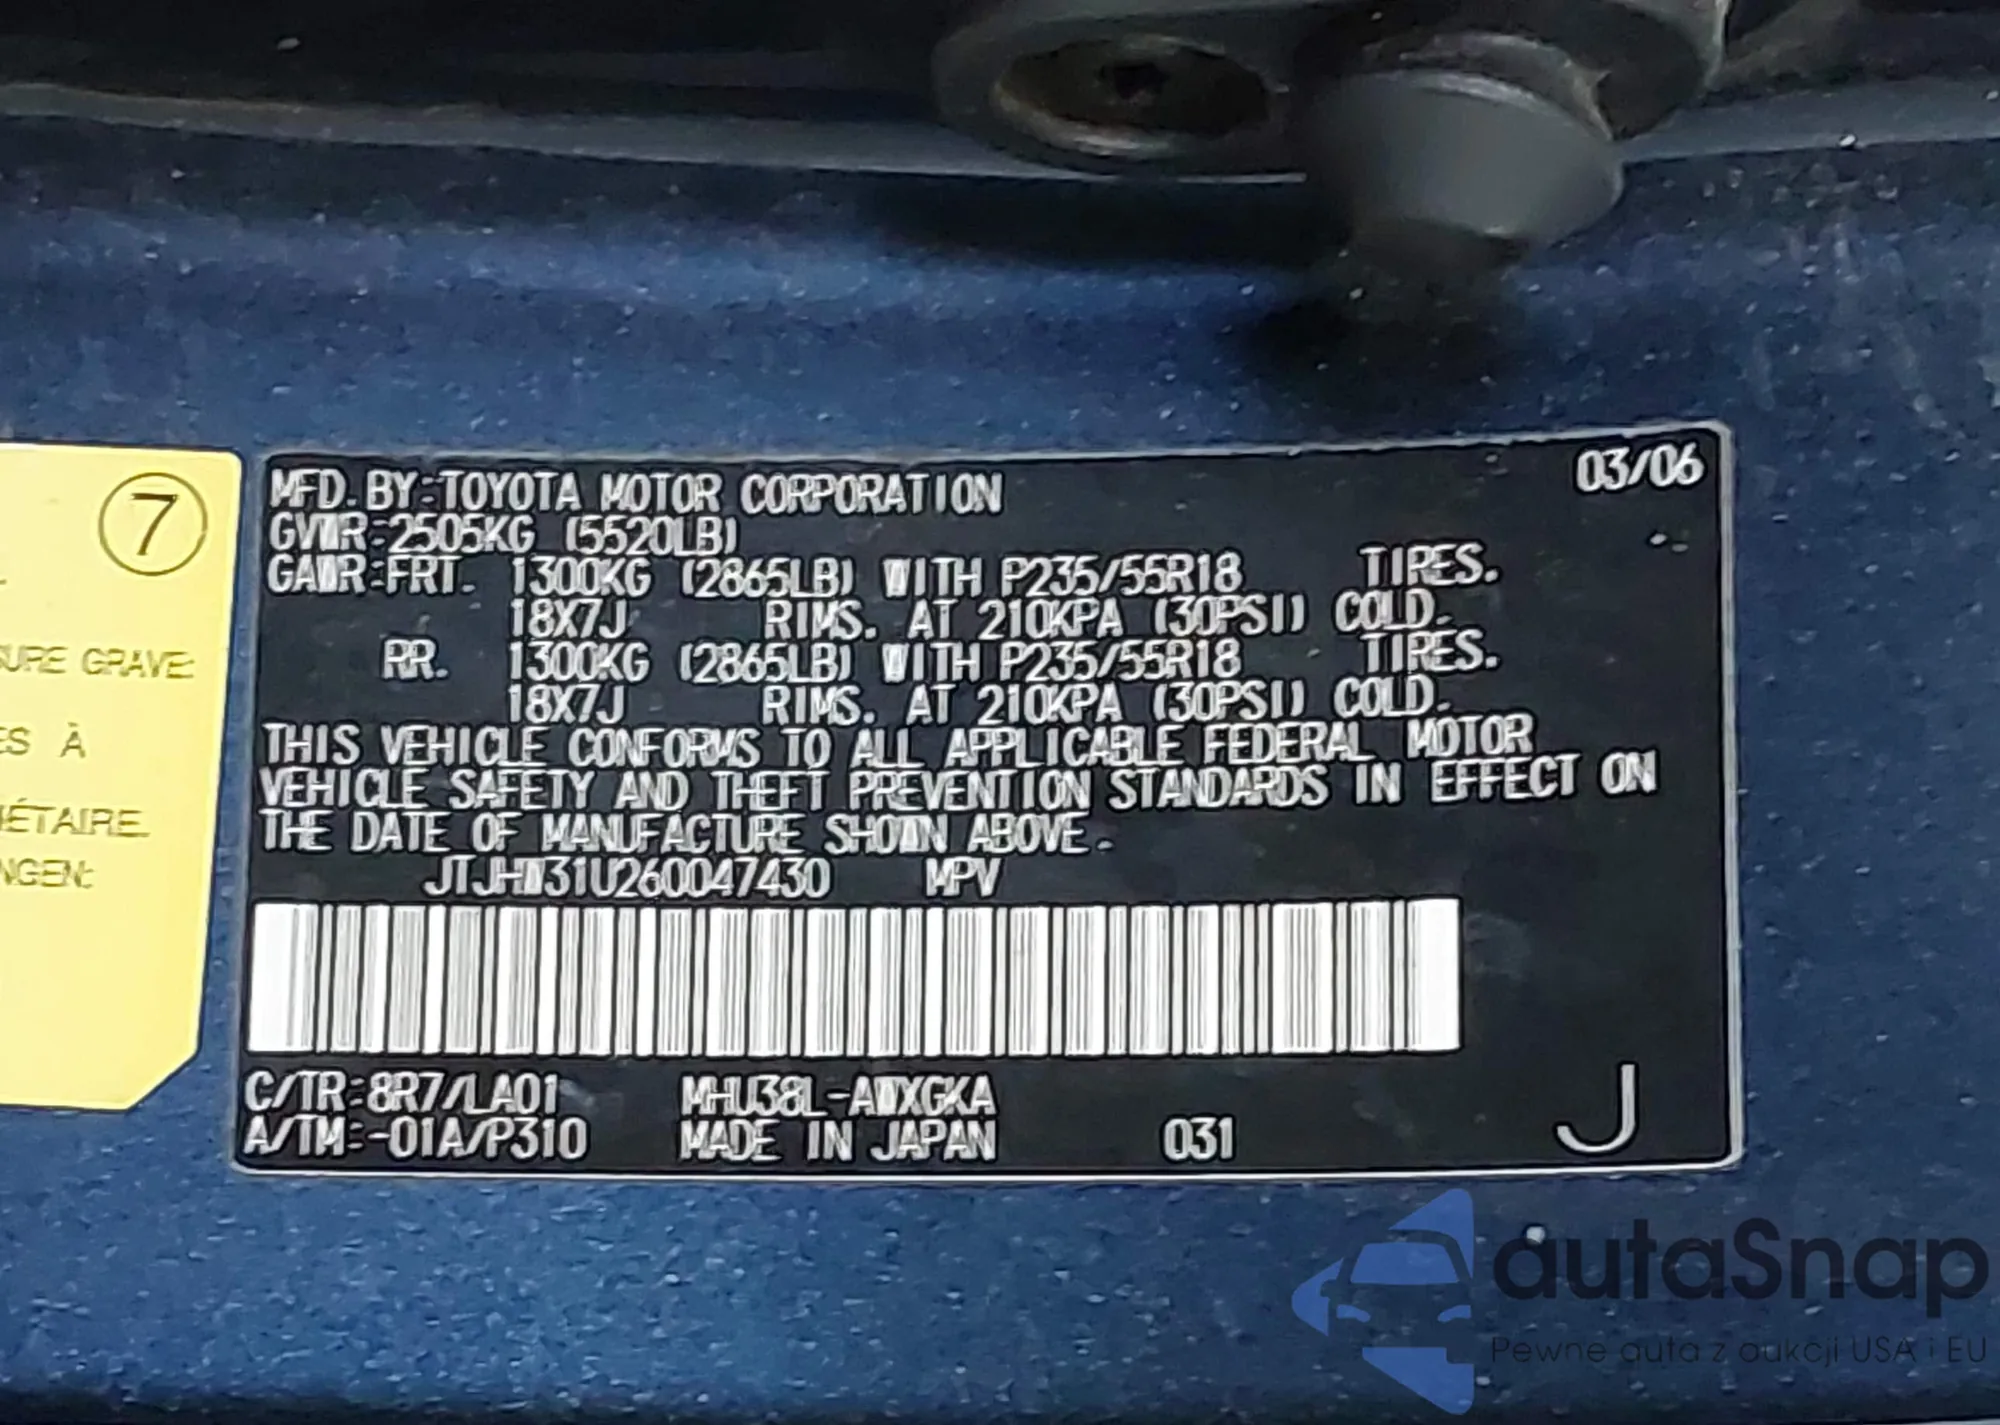 7
SURE GRAVE
ES À
IÉTAIRE.
NGEN:
03/06
MFD. BY:TOYOTA MOTOR CORPORATION
GVWR:2505KG (5520LB)
GAWR:FRT. 1300KG (2865LB) WITH P235/55R18 TIRES.
18X7J RIMS. AT 210KPA (30PSI) COLD.
RR. 1300KG (2865LB) WITH P235/55R18 TIRES.
18X7J RIMS. AT 210KPA (30PSI) COLD.
THIS VEHICLE CONFORMS TO ALL APPLICABLE FEDERAL MOTOR
VEHICLE SAFETY AND THEFT PREVENTION STANDARDS IN EFFECT ON
THE DATE OF MANUFACTURE SHOWN ABOVE.
JTJHW31U260047430 MPV
C/TR:8R7/LA01 MHU38L-AWXGKA
A/TM:-01A/P310 MADE IN JAPAN 031 J
autaSnap
Pewne auta z aukcji USA i EU